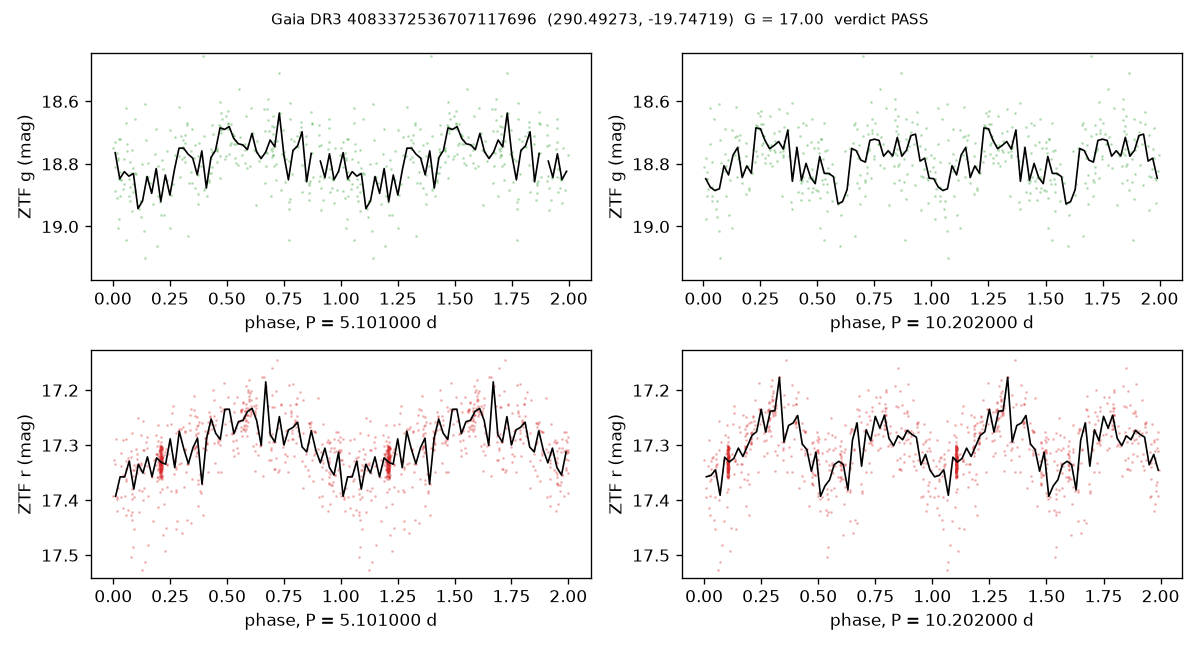 Gaia DR3 4083372536707117696  (290.49273, -19.74719)  G = 17.00  verdict PASS
ZTF g (mag)
18.6
18.8
19.0
0.00 0.25 0.50 0.75 1.00 1.25 1.50 1.75 2.00
phase, P = 5.101000 d
ZTF g (mag)
18.6
18.8
19.0
0.00 0.25 0.50 0.75 1.00 1.25 1.50 1.75 2.00
phase, P = 10.202000 d
ZTF r (mag)
17.2
17.3
17.4
17.5
0.00 0.25 0.50 0.75 1.00 1.25 1.50 1.75 2.00
phase, P = 5.101000 d
ZTF r (mag)
17.2
17.3
17.4
17.5
0.00 0.25 0.50 0.75 1.00 1.25 1.50 1.75 2.00
phase, P = 10.202000 d